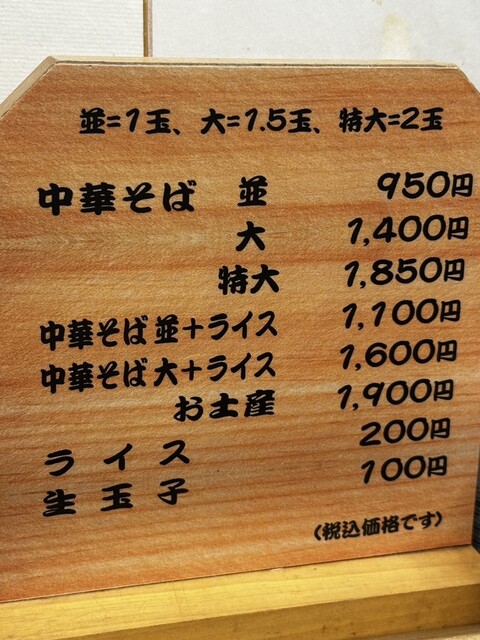 並=1玉、大=1.5玉、特大=2玉
中華そば 並 950円
大 1,400円
特大 1,850円
中華そば 並+ライス 1,100円
中華そば 大+ライス 1,600円
お土産 1,900円
ライス 200円
生玉子 100円
(税込価格です)